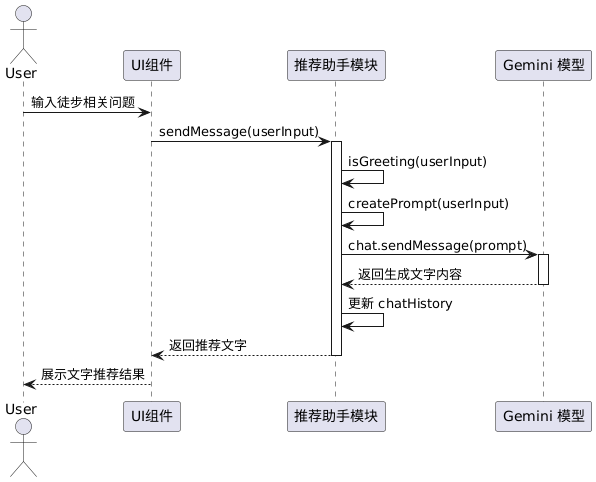 User
UI组件
推荐助手模块
Gemini 模型
输入徒步相关问题
sendMessage(userInput)
isGreeting(userInput)
createPrompt(userInput)
chat.sendMessage(prompt)
返回生成文字内容
更新 chatHistory
返回推荐文字
展示文字推荐结果
User
UI组件
推荐助手模块
Gemini 模型